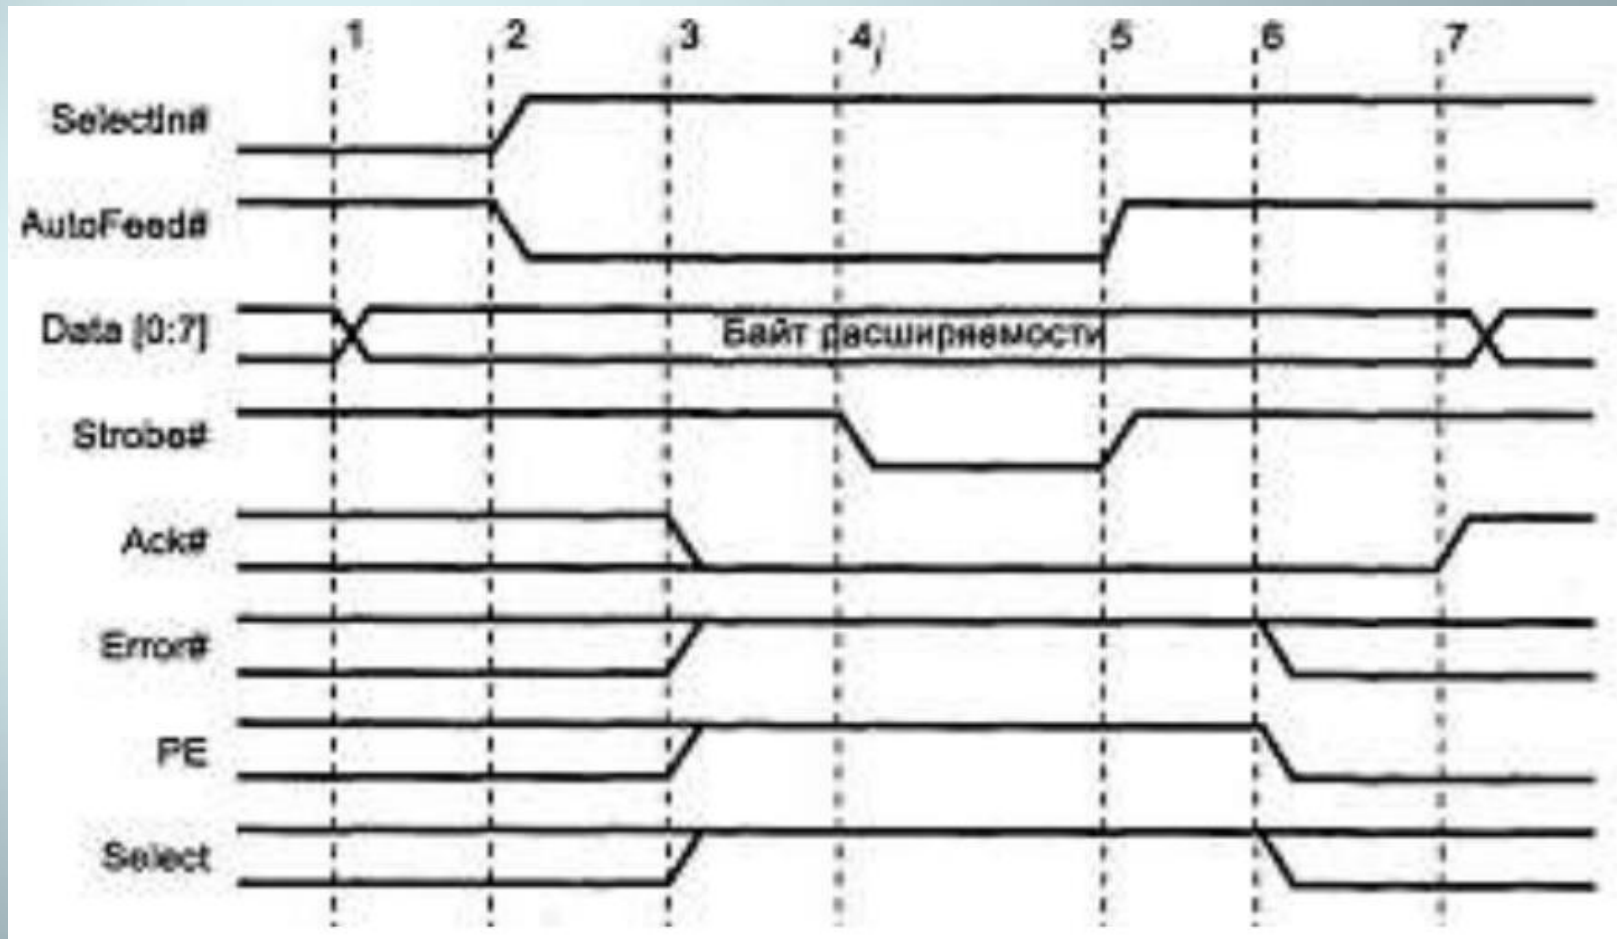 1 2 3 4 5 6 7
SelectIn#
AutoFeed#
Data [0:7]
Байт расширяемости
Strobe#
Ack#
Error#
PE
Select